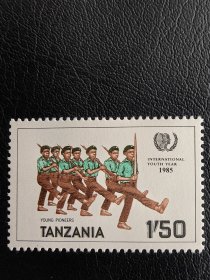 INTERNATIONAL
YOUTH YEAR
1985
YOUNG PIONEERS
TANZANIA 1'50